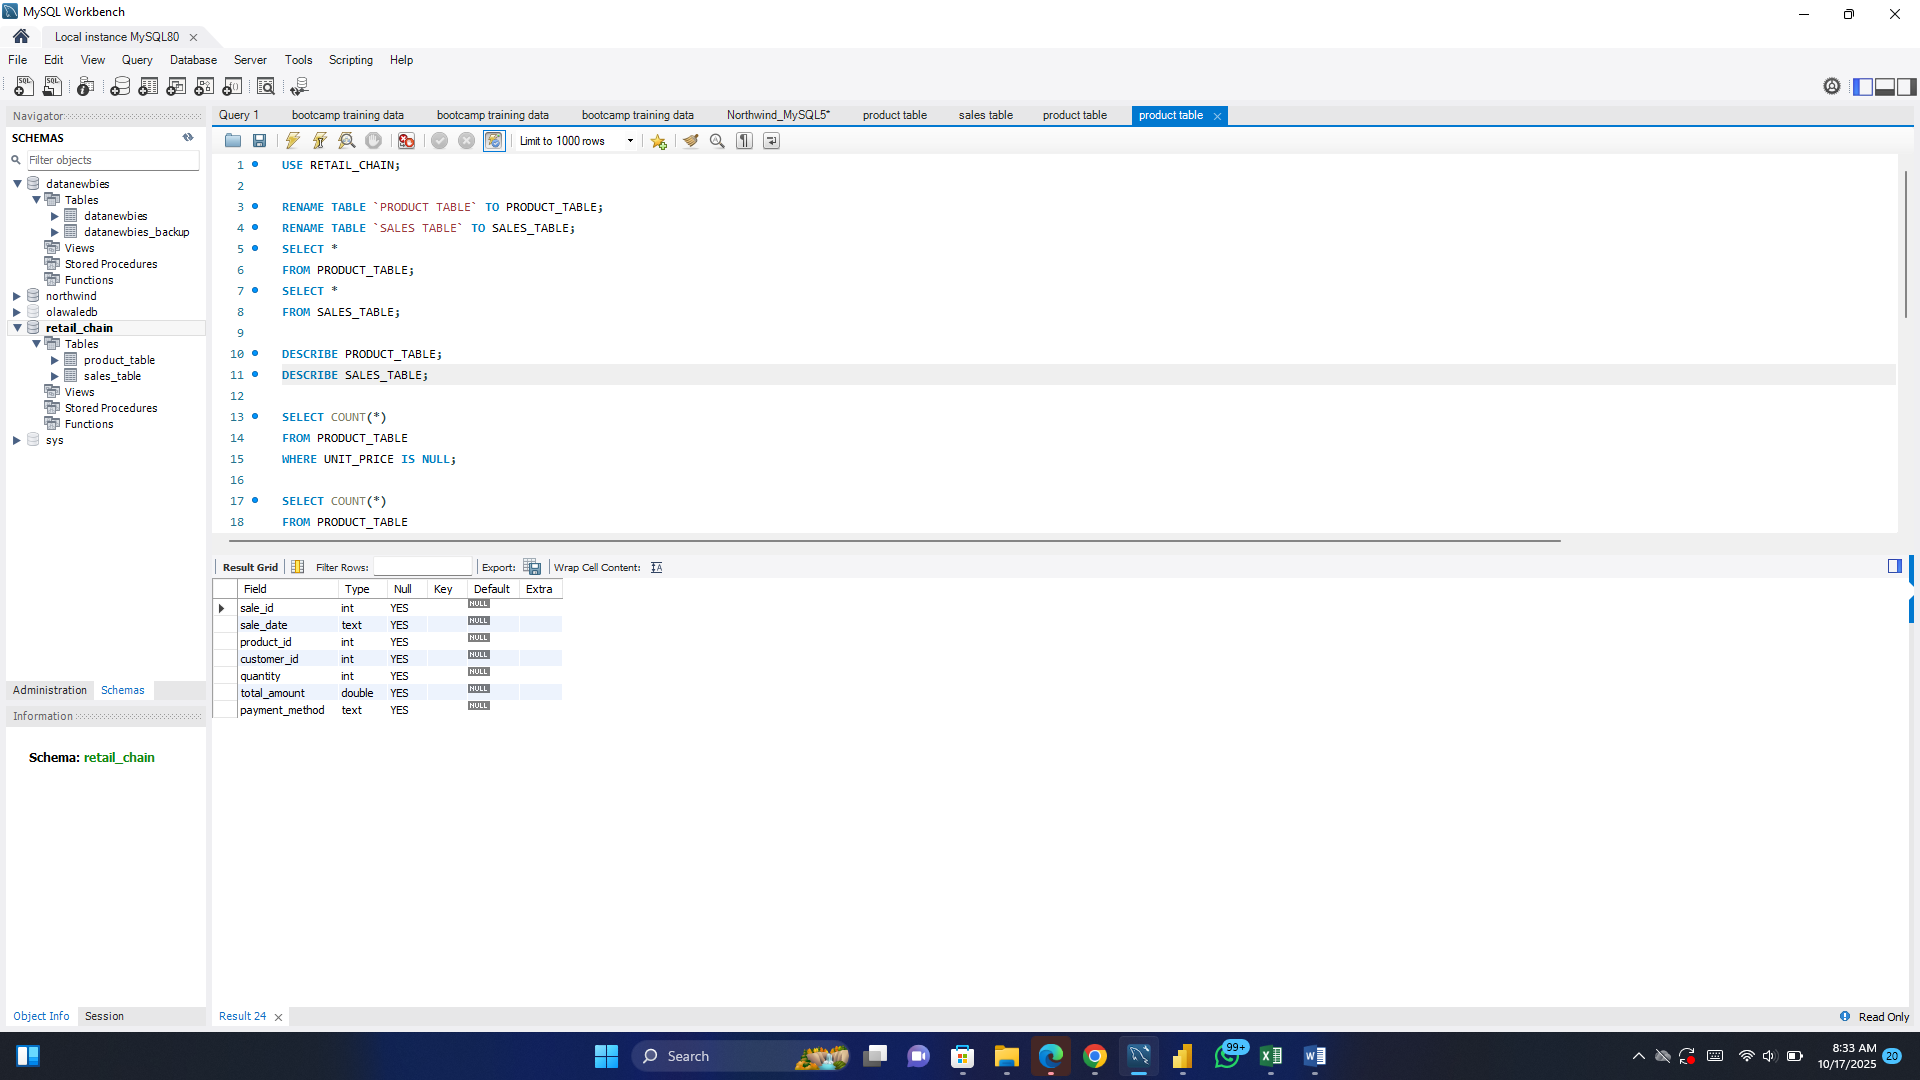 MySQL Workbench
Local instance MySQL80
File Edit View Query Database Server Tools Scripting Help
Navigator
SCHEMAS
Filter objects
datanewbies
Tables
datanewbies
datanewbies_backup
Views
Stored Procedures
Functions
northwind
olawaledb
retail_chain
Tables
product_table
sales_table
Views
Stored Procedures
Functions
sys
Administration Schemas
Information
Schema: retail_chain
Object Info Session
Query 1 bootcamp training data bootcamp training data bootcamp training data Northwind_MySQL5* product table sales table product table product table
Limit to 1000 rows
1 USE RETAIL_CHAIN;
2
3 RENAME TABLE `PRODUCT TABLE` TO PRODUCT_TABLE;
4 RENAME TABLE `SALES TABLE` TO SALES_TABLE;
5 SELECT *
6 FROM PRODUCT_TABLE;
7 SELECT *
8 FROM SALES_TABLE;
9
10 DESCRIBE PRODUCT_TABLE;
11 DESCRIBE SALES_TABLE;
12
13 SELECT COUNT(*)
14 FROM PRODUCT_TABLE
15 WHERE UNIT_PRICE IS NULL;
16
17 SELECT COUNT(*)
18 FROM PRODUCT_TABLE
Result Grid Filter Rows: Export: Wrap Cell Content:
Field Type Null Key Default Extra
sale_id int YES NULL
sale_date text YES NULL
product_id int YES NULL
customer_id int YES NULL
quantity int YES NULL
total_amount double YES NULL
payment_method text YES NULL
Result 24
Read Only
Search
99+
8:33 AM
10/17/2025
20